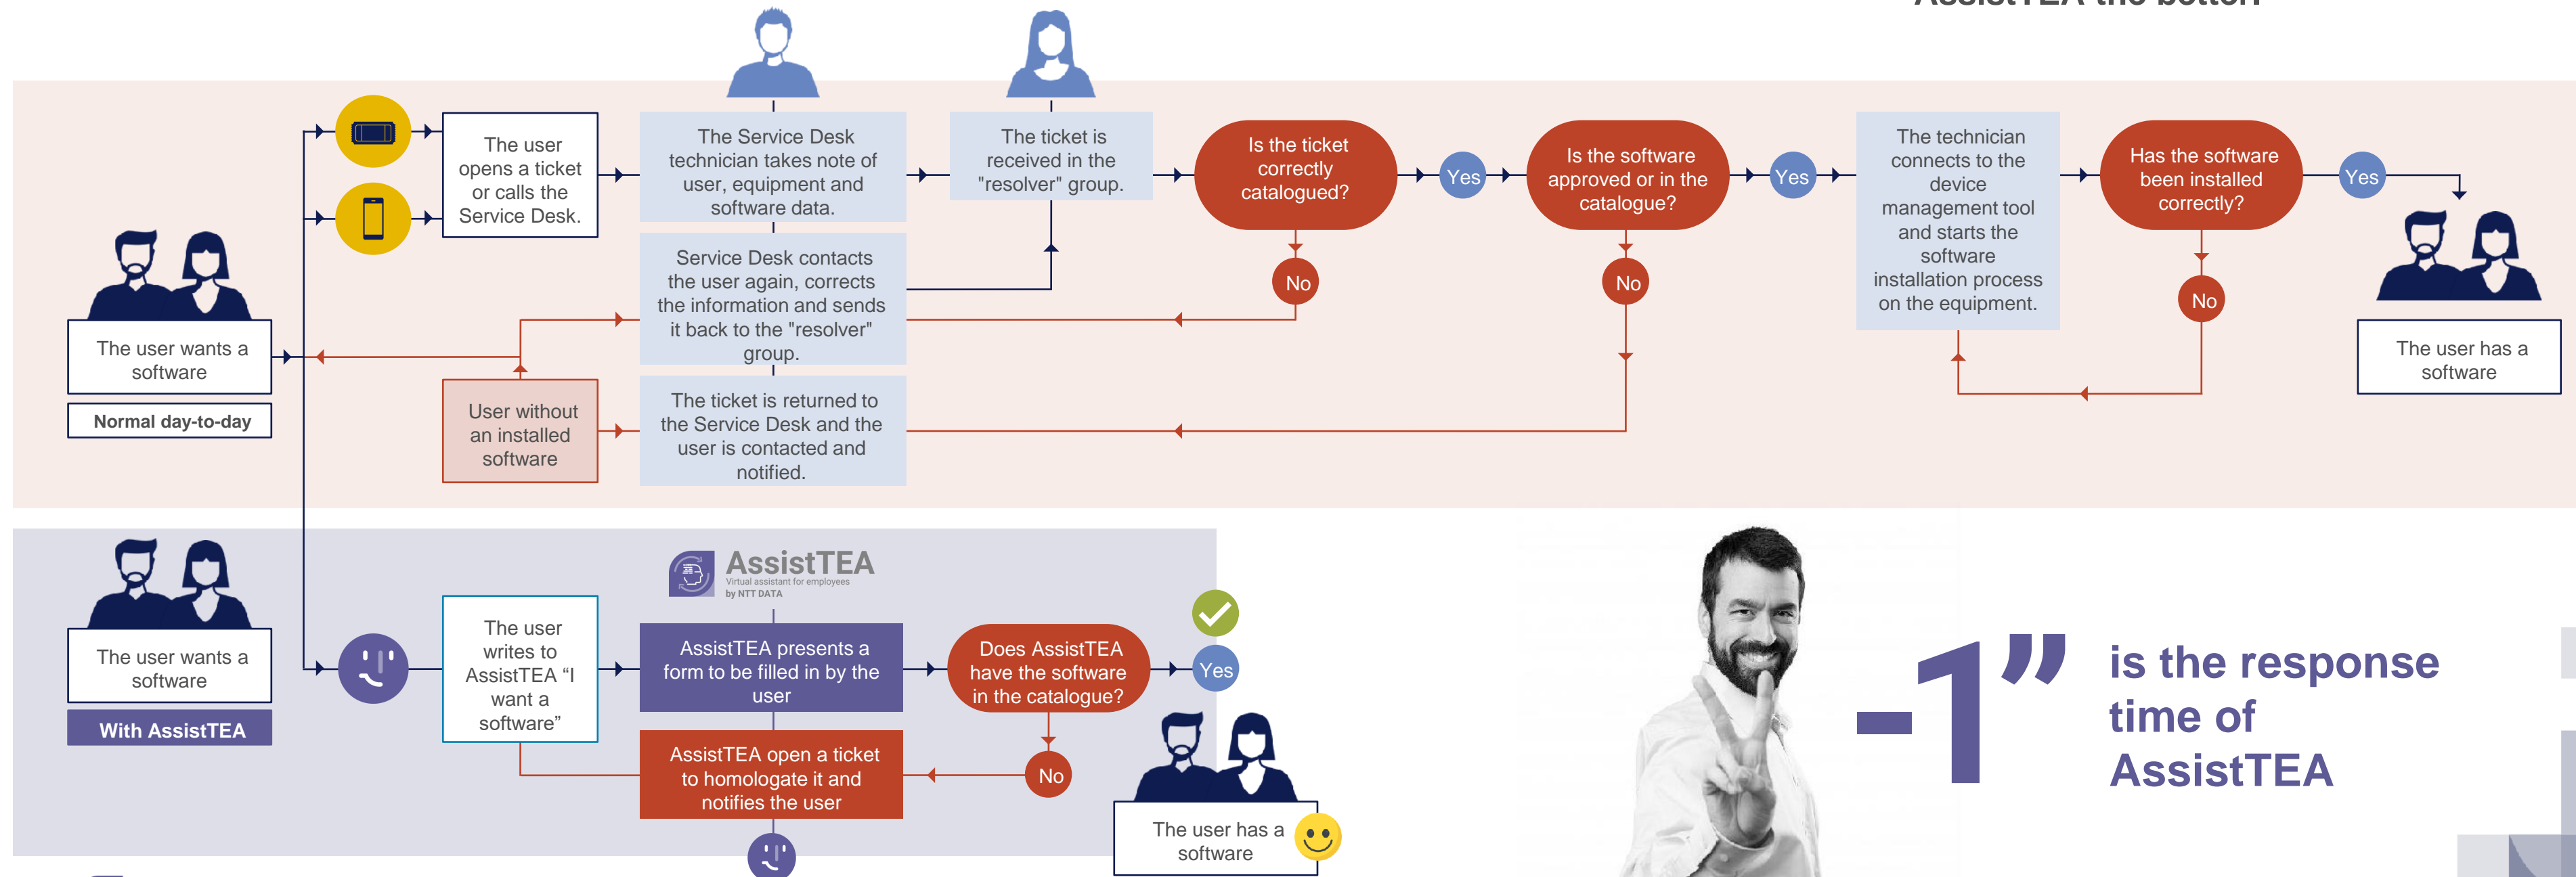 AssistTEA the better.
The user
opens a ticket
or calls the
Service Desk.
The Service Desk
technician takes note of
user, equipment and
software data.
The ticket is
received in the
"resolver" group.
Is the ticket
correctly
catalogued?
Yes
Is the software
approved or in the
catalogue?
Yes
The technician
connects to the
device
management tool
and starts the
software
installation process
on the equipment.
Has the software
been installed
correctly?
Yes
Service Desk contacts
the user again, corrects
the information and sends
it back to the "resolver"
group.
No
No
No
The user wants a
software
Normal day-to-day
User without
an installed
software
The ticket is returned to
the Service Desk and the
user is contacted and
notified.
The user has a
software
AssistTEA
Virtual assistant for employees
by NTT DATA
The user wants a
software
With AssistTEA
The user
writes to
AssistTEA “I
want a
software”
AssistTEA presents a
form to be filled in by the
user
Does AssistTEA
have the software
in the catalogue?
Yes
AssistTEA open a ticket
to homologate it and
notifies the user
No
The user has a
software
-1”
is the response
time of
AssistTEA